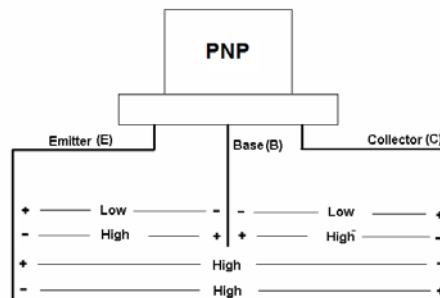 PNP
Emitter (E) Base (B) Collector (C)
+ Low - - Low +
- High + + High -
+ High -
- High +